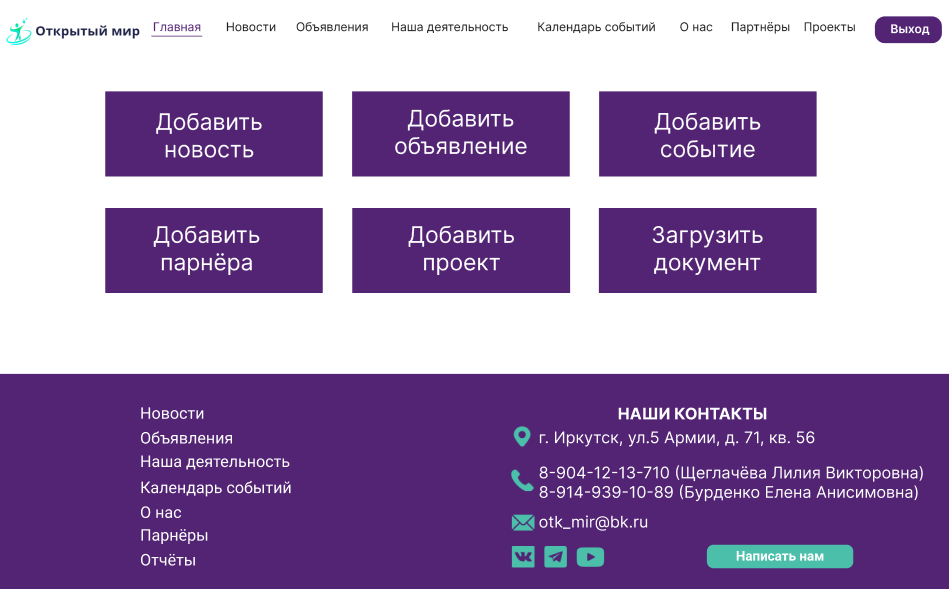 Открытый мир
Главная
Новости
Объявления
Наша деятельность
Календарь событий
О нас
Партнёры
Проекты
Выход
Добавить
новость
Добавить
объявление
Добавить
событие
Добавить
парнёра
Добавить
проект
Загрузить
документ
Новости
Объявления
Наша деятельность
Календарь событий
О нас
Парнёры
Отчёты
НАШИ КОНТАКТЫ
г. Иркутск, ул.5 Армии, д. 71, кв. 56
8-904-12-13-710 (Щеглачёва Лилия Викторовна)
8-914-939-10-89 (Бурденко Елена Анисимовна)
otk_mir@bk.ru
Написать нам